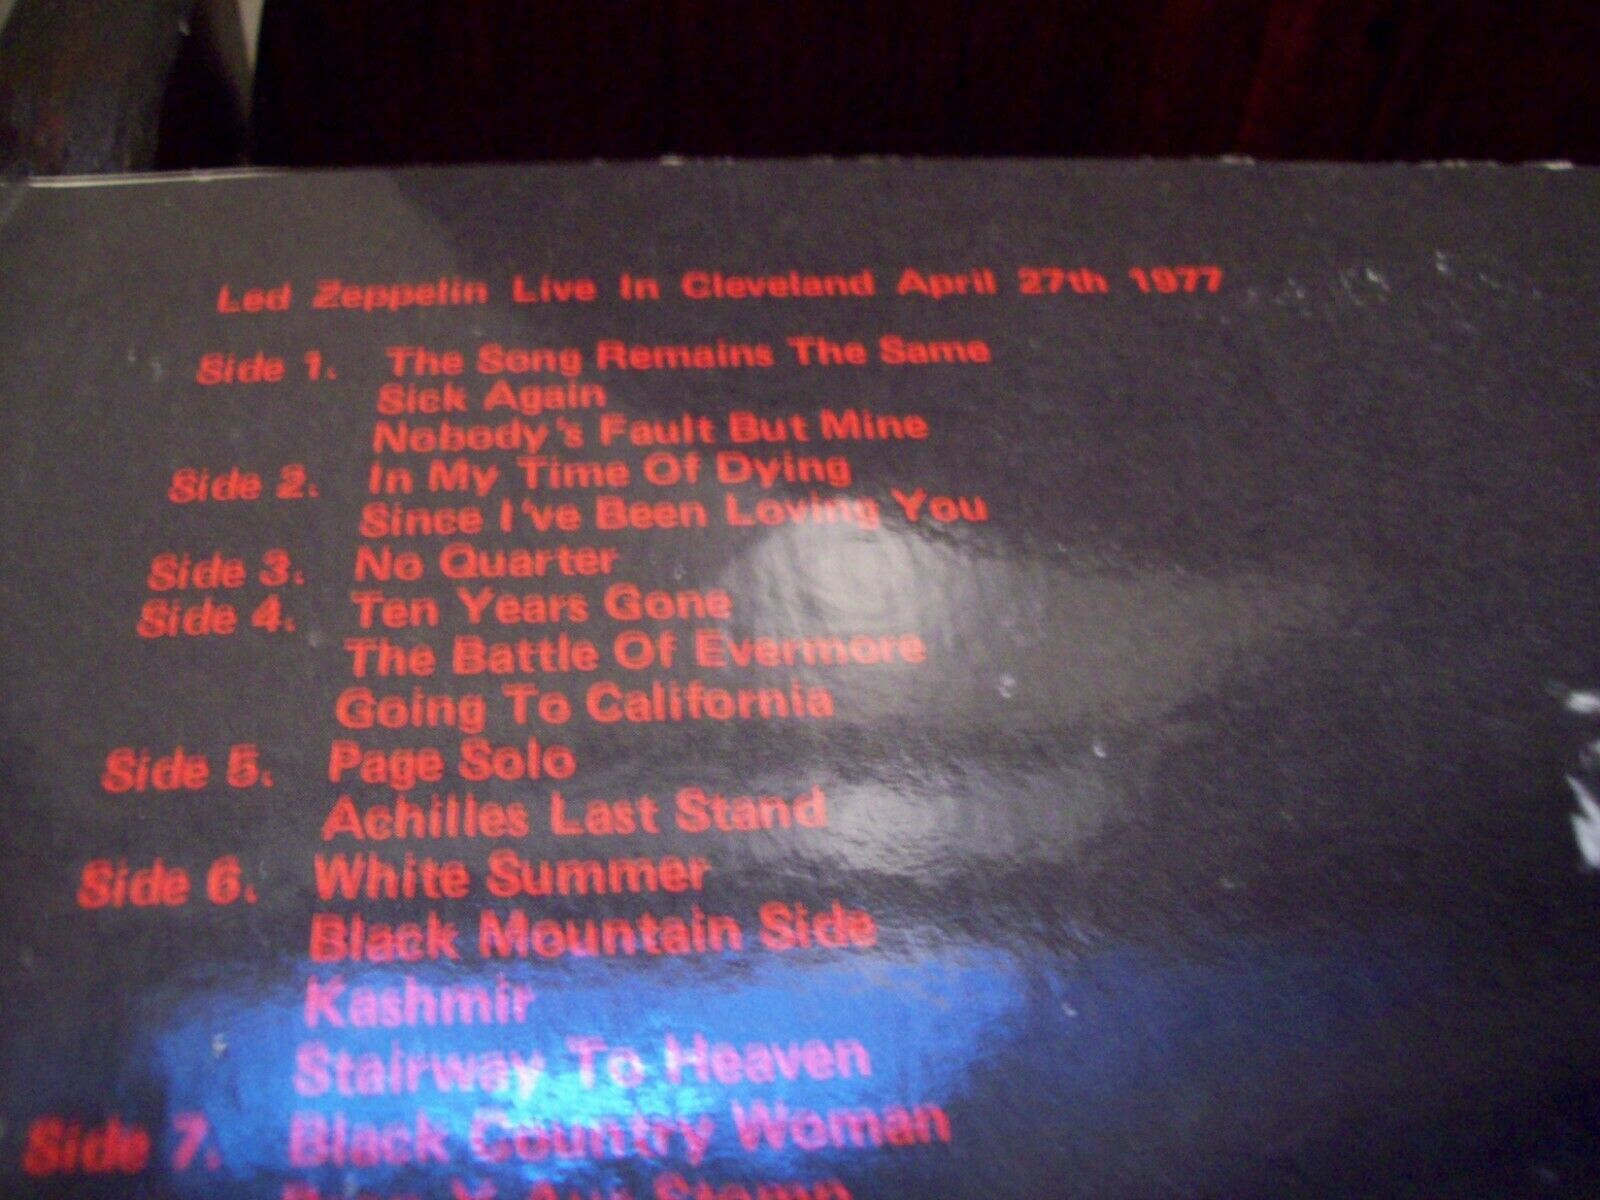 Led Zeppelin Live In Cleveland April 27th 1977
Side 1. The Song Remains The Same
Sick Again
Nobody's Fault But Mine
Side 2. In My Time Of Dying
Since I've Been Loving You
Side 3. No Quarter
Side 4. Ten Years Gone
The Battle Of Evermore
Going To California
Side 5. Page Solo
Achilles Last Stand
Side 6. White Summer
Black Mountain Side
Kashmir
Stairway To Heaven
Side 7. Black Country Woman